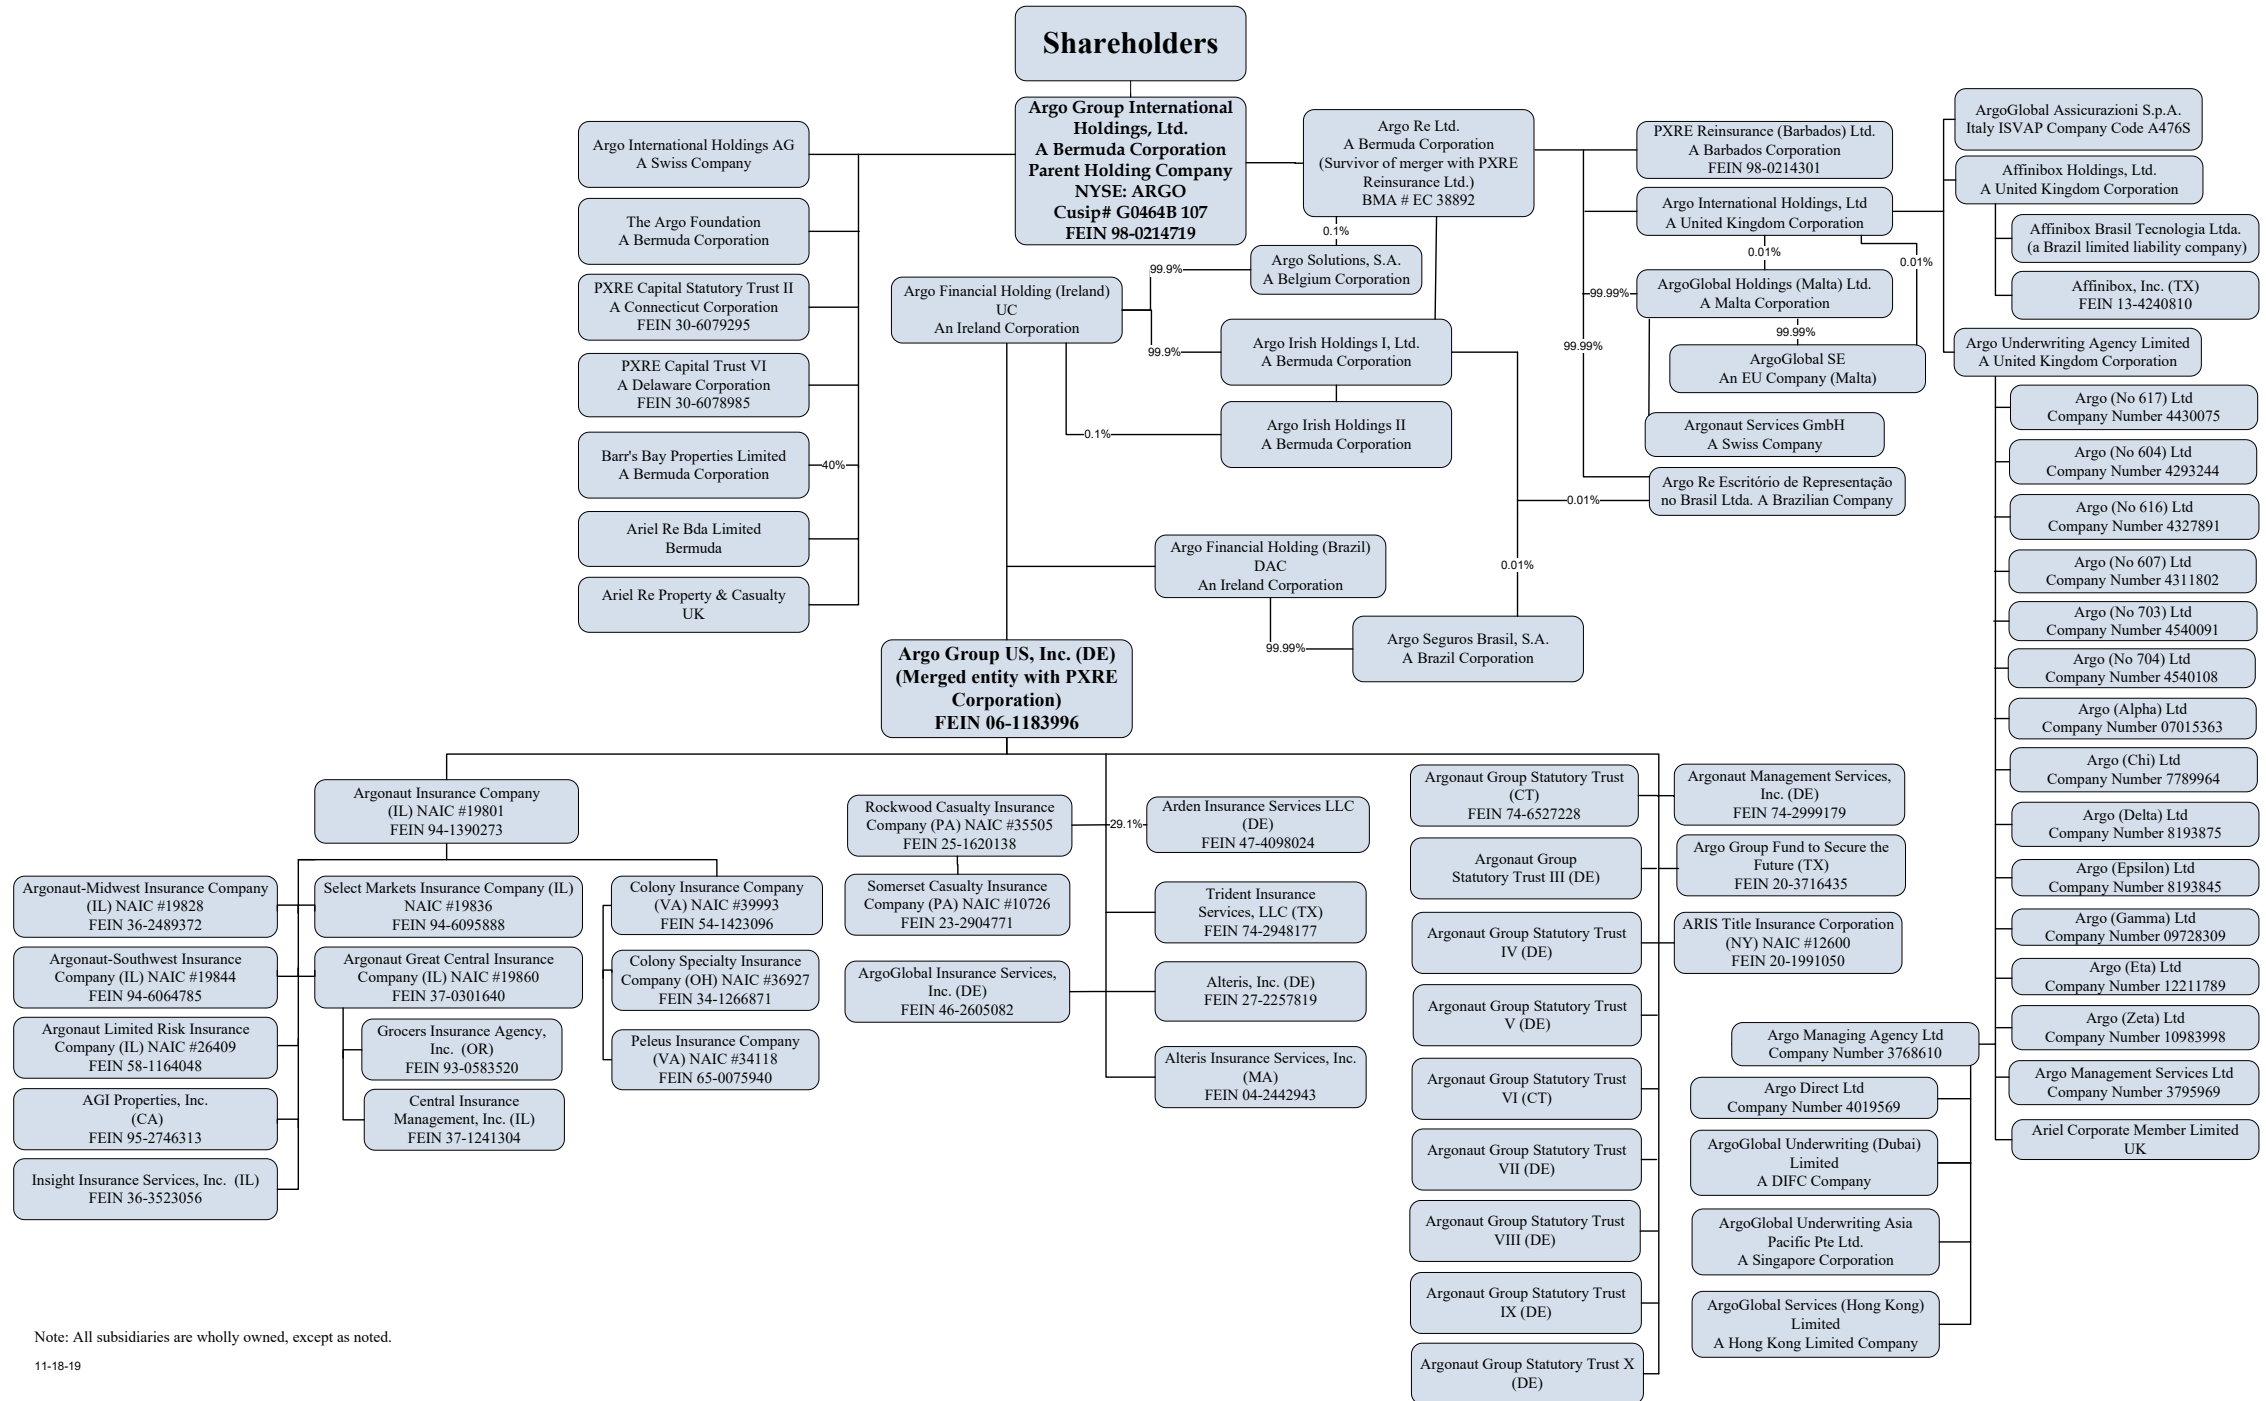 Shareholders
Argo Group International
Holdings, Ltd.
A Bermuda Corporation
Parent Holding Company
NYSE: ARGO
Cusip# G0464B 107
FEIN 98-0214719
Argo International Holdings AG
A Swiss Company
The Argo Foundation
A Bermuda Corporation
PXRE Capital Statutory Trust II
A Connecticut Corporation
FEIN 30-6079295
PXRE Capital Trust VI
A Delaware Corporation
FEIN 30-6078985
Barr's Bay Properties Limited
A Bermuda Corporation
40%
Ariel Re Bda Limited
Bermuda
Ariel Re Property & Casualty
UK
Argo Re Ltd.
A Bermuda Corporation
(Survivor of merger with PXRE
Reinsurance Ltd.)
BMA # EC 38892
0.1%
Argo Solutions, S.A.
A Belgium Corporation
99.9%
Argo Financial Holding (Ireland)
UC
An Ireland Corporation
99.9%
Argo Irish Holdings I, Ltd.
A Bermuda Corporation
0.1%
Argo Irish Holdings II
A Bermuda Corporation
Argo Financial Holding (Brazil)
DAC
An Ireland Corporation
99.99%
0.01%
Argo Seguros Brasil, S.A.
A Brazil Corporation
PXRE Reinsurance (Barbados) Ltd.
A Barbados Corporation
FEIN 98-0214301
Argo International Holdings, Ltd
A United Kingdom Corporation
0.01%
0.01%
99.99%
ArgoGlobal Holdings (Malta) Ltd.
A Malta Corporation
99.99%
99.99%
ArgoGlobal SE
An EU Company (Malta)
Argonaut Services GmbH
A Swiss Company
0.01%
Argo Re Escritório de Representação
no Brasil Ltda. A Brazilian Company
ArgoGlobal Assicurazioni S.p.A.
Italy ISVAP Company Code A476S
Affinibox Holdings, Ltd.
A United Kingdom Corporation
Affinibox Brasil Tecnologia Ltda.
(a Brazil limited liability company)
Affinibox, Inc. (TX)
FEIN 13-4240810
Argo Underwriting Agency Limited
A United Kingdom Corporation
Argo (No 617) Ltd
Company Number 4430075
Argo (No 604) Ltd
Company Number 4293244
Argo (No 616) Ltd
Company Number 4327891
Argo (No 607) Ltd
Company Number 4311802
Argo (No 703) Ltd
Company Number 4540091
Argo (No 704) Ltd
Company Number 4540108
Argo (Alpha) Ltd
Company Number 07015363
Argo (Chi) Ltd
Company Number 7789964
Argo (Delta) Ltd
Company Number 8193875
Argo (Epsilon) Ltd
Company Number 8193845
Argo (Gamma) Ltd
Company Number 09728309
Argo (Eta) Ltd
Company Number 12211789
Argo (Zeta) Ltd
Company Number 10983998
Argo Management Services Ltd
Company Number 3795969
Ariel Corporate Member Limited
UK
Argo Managing Agency Ltd
Company Number 3768610
Argo Direct Ltd
Company Number 4019569
ArgoGlobal Underwriting (Dubai)
Limited
A DIFC Company
ArgoGlobal Underwriting Asia
Pacific Pte Ltd.
A Singapore Corporation
ArgoGlobal Services (Hong Kong)
Limited
A Hong Kong Limited Company
Argo Group US, Inc. (DE)
(Merged entity with PXRE
Corporation)
FEIN 06-1183996
Argonaut Insurance Company
(IL) NAIC #19801
FEIN 94-1390273
Argonaut-Midwest Insurance Company
(IL) NAIC #19828
FEIN 36-2489372
Argonaut-Southwest Insurance
Company (IL) NAIC #19844
FEIN 94-6064785
Argonaut Limited Risk Insurance
Company (IL) NAIC #26409
FEIN 58-1164048
AGI Properties, Inc.
(CA)
FEIN 95-2746313
Insight Insurance Services, Inc.  (IL)
FEIN 36-3523056
Select Markets Insurance Company (IL)
NAIC #19836
FEIN 94-6095888
Argonaut Great Central Insurance
Company (IL) NAIC #19860
FEIN 37-0301640
Grocers Insurance Agency,
Inc.  (OR)
FEIN 93-0583520
Central Insurance
Management, Inc. (IL)
FEIN 37-1241304
Colony Insurance Company
(VA) NAIC #39993
FEIN 54-1423096
Colony Specialty Insurance
Company (OH) NAIC #36927
FEIN 34-1266871
Peleus Insurance Company
(VA) NAIC #34118
FEIN 65-0075940
Rockwood Casualty Insurance
Company (PA) NAIC #35505
FEIN 25-1620138
Somerset Casualty Insurance
Company (PA) NAIC #10726
FEIN 23-2904771
ArgoGlobal Insurance Services,
Inc. (DE)
FEIN 46-2605082
29.1%
Arden Insurance Services LLC
(DE)
FEIN 47-4098024
Trident Insurance
Services, LLC (TX)
FEIN 74-2948177
Alteris, Inc. (DE)
FEIN 27-2257819
Alteris Insurance Services, Inc.
(MA)
FEIN 04-2442943
Argonaut Group Statutory Trust
(CT)
FEIN 74-6527228
Argonaut Group
Statutory Trust III (DE)
Argonaut Group Statutory Trust
IV (DE)
Argonaut Group Statutory Trust
V (DE)
Argonaut Group Statutory Trust
VI (CT)
Argonaut Group Statutory Trust
VII (DE)
Argonaut Group Statutory Trust
VIII (DE)
Argonaut Group Statutory Trust
IX (DE)
Argonaut Group Statutory Trust X
(DE)
Argonaut Management Services,
Inc. (DE)
FEIN 74-2999179
Argo Group Fund to Secure the
Future (TX)
FEIN 20-3716435
ARIS Title Insurance Corporation
(NY) NAIC #12600
FEIN 20-1991050
Note: All subsidiaries are wholly owned, except as noted.
11-18-19